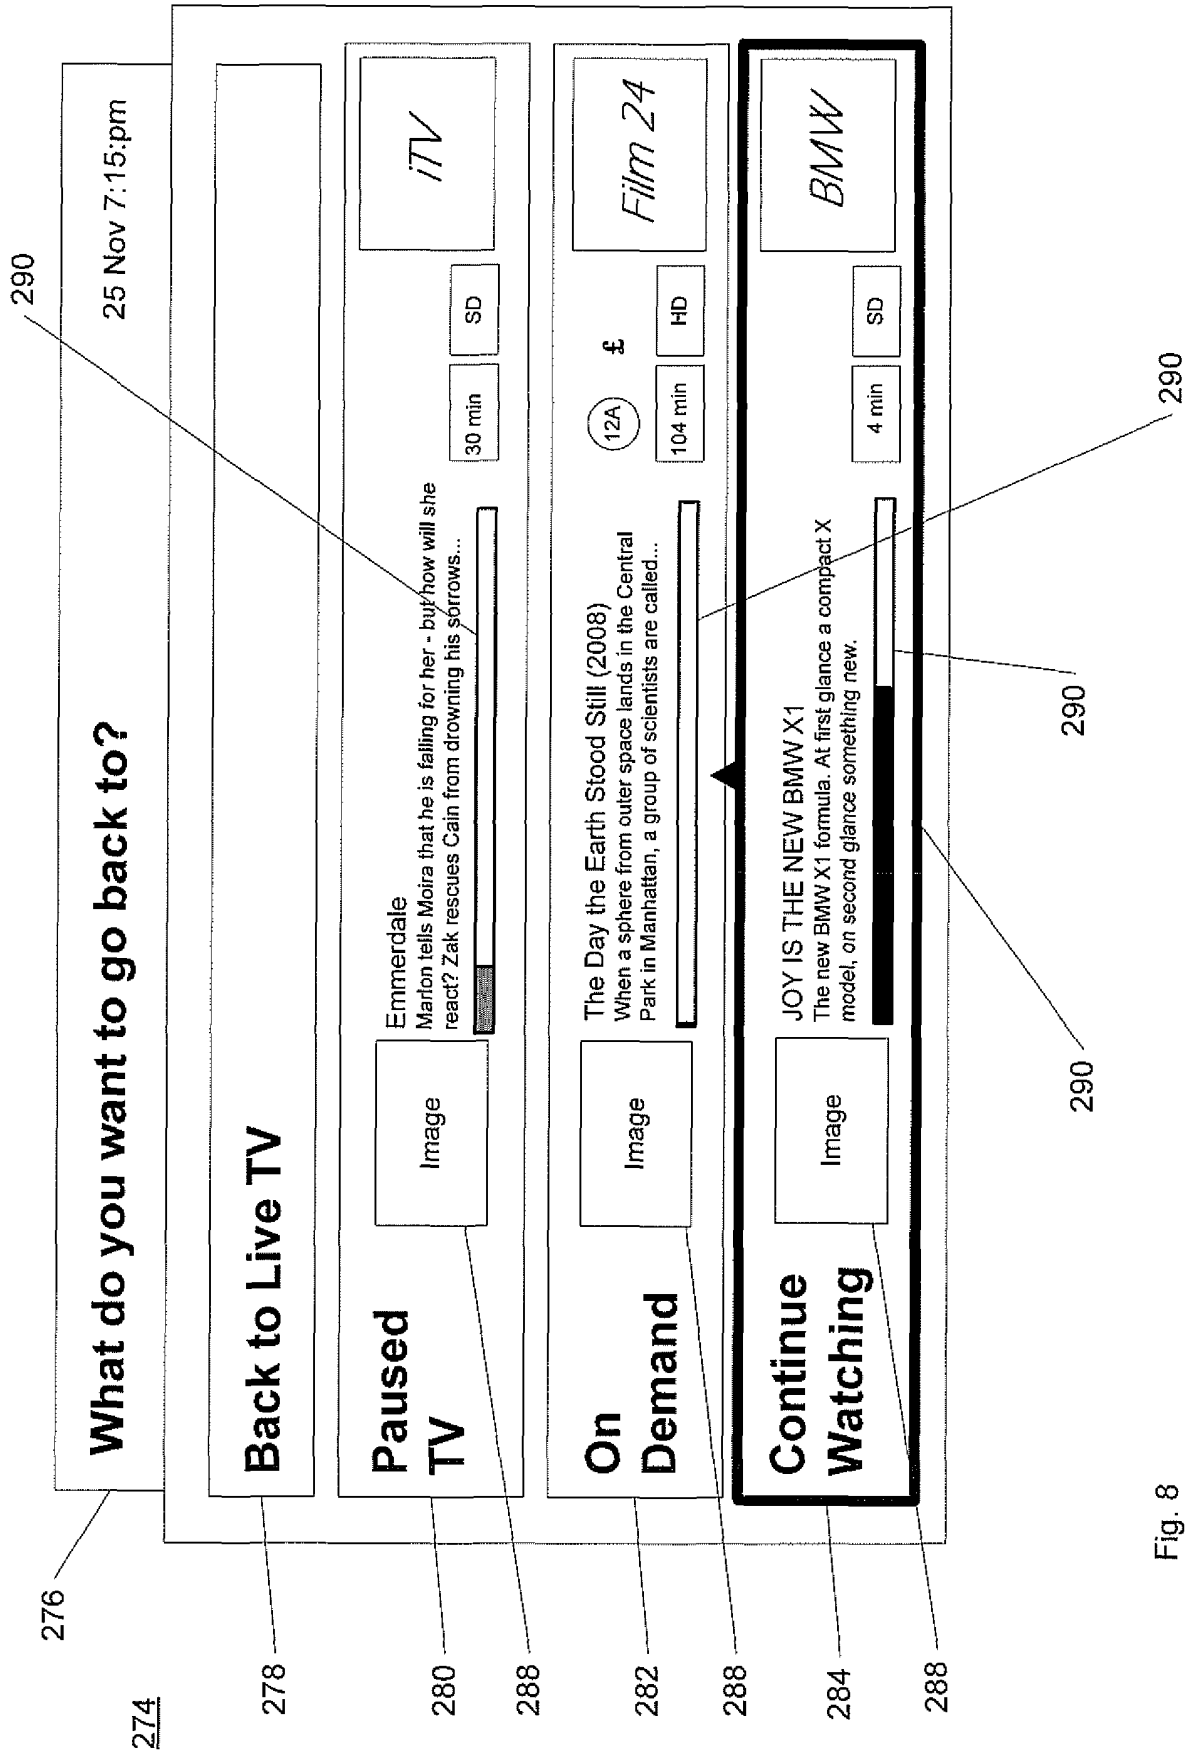 274
276
What do you want to go back to?
25 Nov 7:15:pm
278
Back to Live TV
290
280
Paused
TV
288
Image
Emmerdale
Marlon tells Moira that he is falling for her - but how will she
react? Zak rescues Cain from drowning his sorrows...
30 min
SD
iTV
282
On
Demand
288
Image
The Day the Earth Stood Still (2008)
When a sphere from outer space lands in the Central
Park in Manhattan, a group of scientists are called...
12A
£
104 min
HD
Film 24
284
Continue
Watching
288
Image
JOY IS THE NEW BMW X1
The new BMW X1 formula. At first glance a compact X
model, on second glance something new.
4 min
SD
BMW
290
290
290
Fig. 8